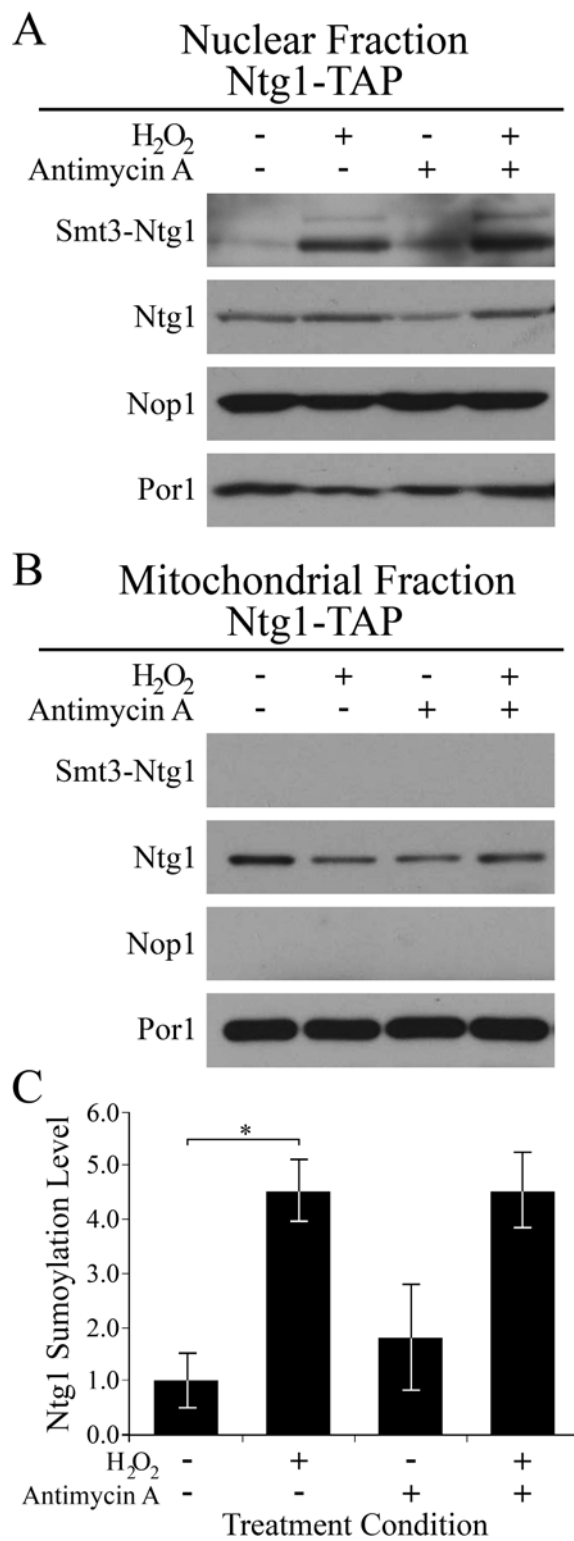 A
Nuclear Fraction
Ntg1-TAP
H₂O₂ - + - +
Antimycin A - - + +
Smt3-Ntg1
Ntg1
Nop1
Por1
B
Mitochondrial Fraction
Ntg1-TAP
H₂O₂ - + - +
Antimycin A - - + +
Smt3-Ntg1
Ntg1
Nop1
Por1
C
Ntg1 Sumoylation Level
6.0
5.0
4.0
3.0
2.0
1.0
0.0
*
H₂O₂ - + - +
Antimycin A - - + +
Treatment Condition